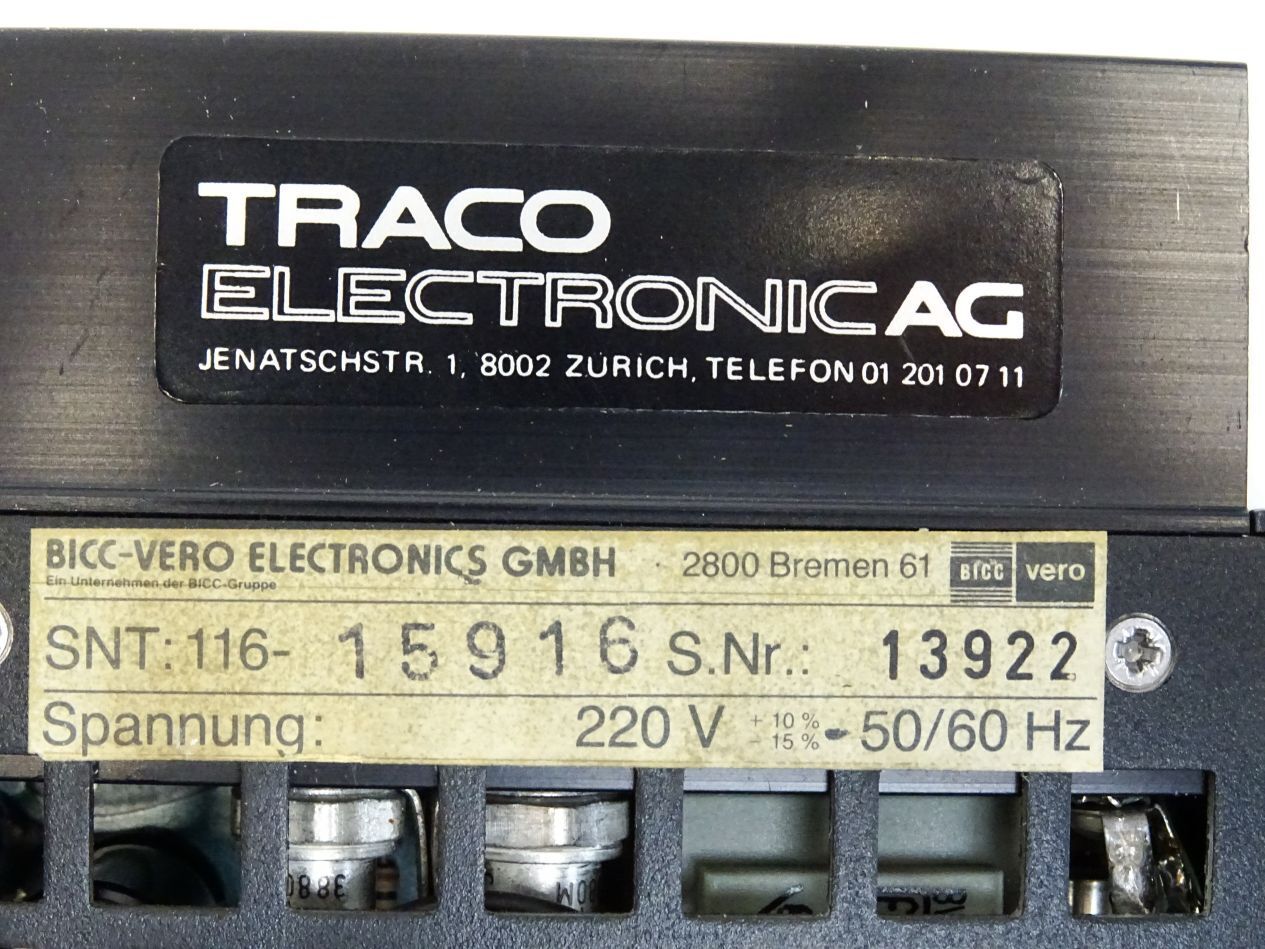 TRACO
ELECTRONIC AG
JENATSCHSTR. 1, 8002 ZÜRICH, TELEFON 01 201 07 11
BICC-VERO ELECTRONICS GMBH · 2800 Bremen 61 BICC vero
Ein Unternehmen der BICC-Gruppe
SNT: 116- 15916 S.Nr.: 13922
Spannung: 220 V + 10 % - 15 % - 50/60 Hz